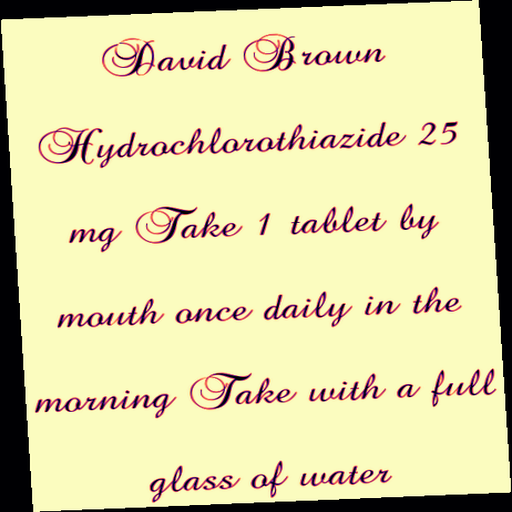 David Brown
Hydrochlorothiazide 25
mg Take 1 tablet by
mouth once daily in the
morning Take with a full
glass of water